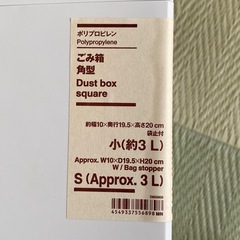 ポリプロピレン
Polypropylene
ごみ箱
角型
Dust box
square
約幅10×奥行19.5×高さ20 cm
袋止付
小(約3 L)
Approx. W10×D19.5×H20 cm
W / Bag stopper
S (Approx. 3 L)
4549337556898